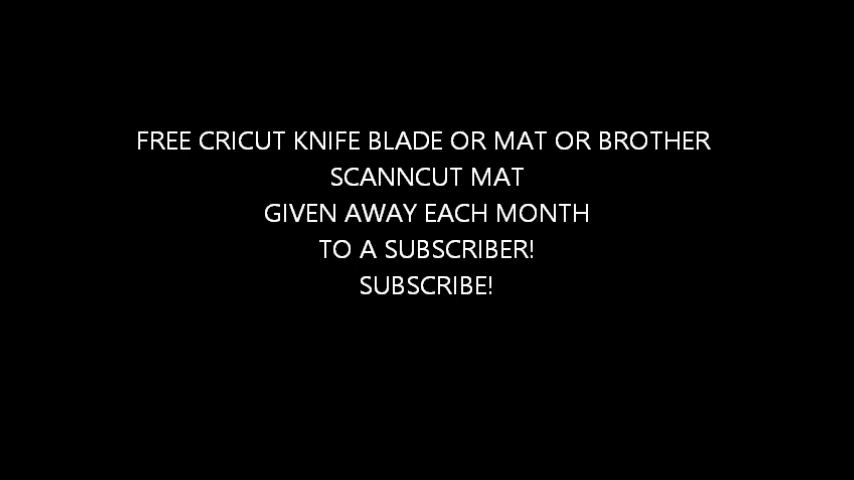 FREE CRICUT KNIFE BLADE OR MAT OR BROTHER
SCANNCUT MAT
GIVEN AWAY EACH MONTH
TO A SUBSCRIBER!
SUBSCRIBE!